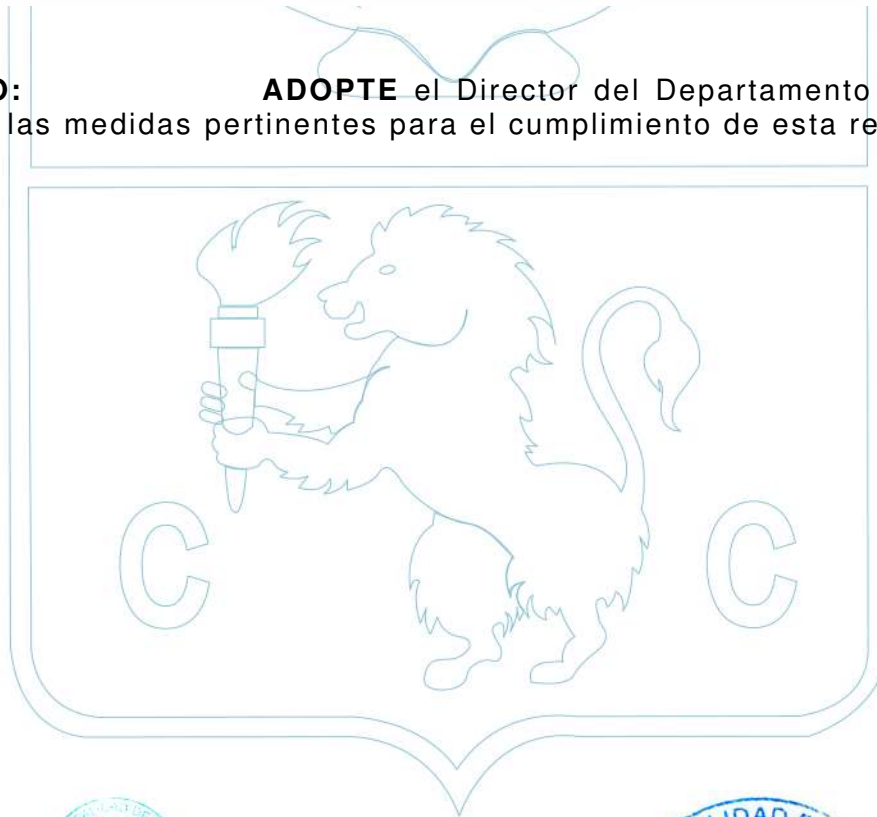 O:	ADOPTE el Director del Departamento
las medidas pertinentes para el cumplimiento de esta re
C C